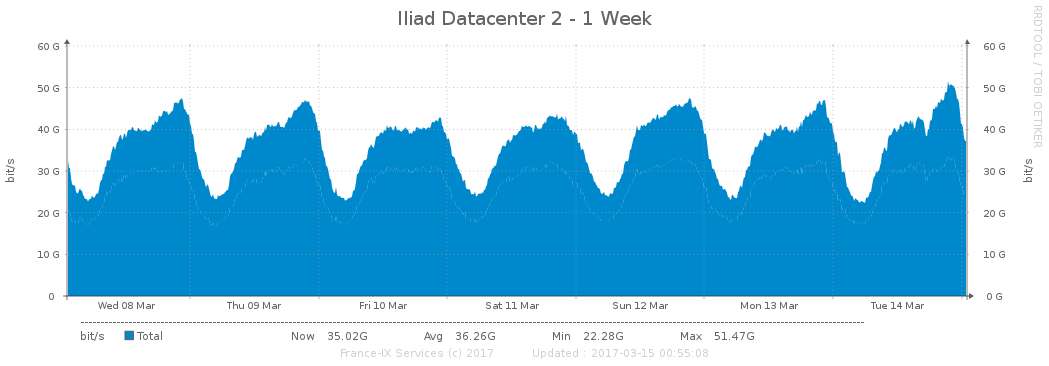 Iliad Datacenter 2 - 1 Week
RRDTOOL / TOBI OETIKER
bit/s
60 G
50 G
40 G
30 G
20 G
10 G
0
60 G
50 G
40 G
30 G
20 G
10 G
0 G
bit/s
Wed 08 Mar Thu 09 Mar Fri 10 Mar Sat 11 Mar Sun 12 Mar Mon 13 Mar Tue 14 Mar
bit/s Total Now 35.02G Avg 36.26G Min 22.28G Max 51.47G
France-IX Services (c) 2017 Updated : 2017-03-15 00:55:08